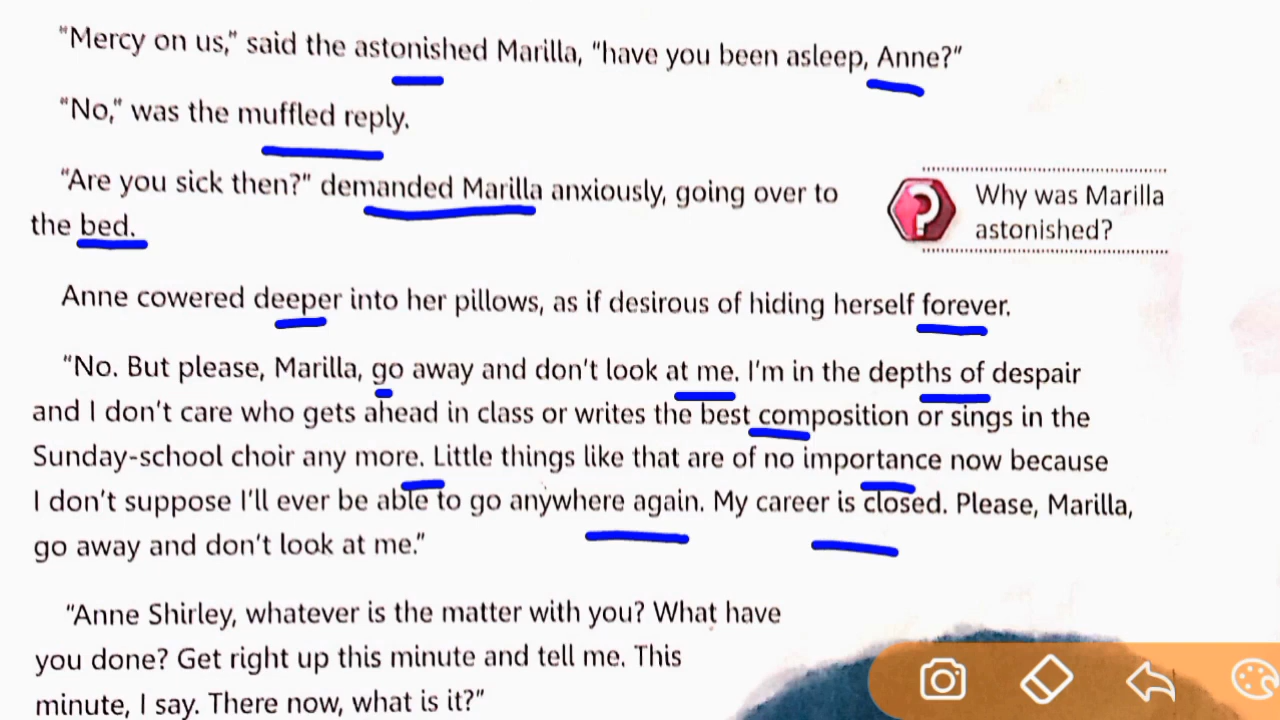 "Mercy on us," said the astonished Marilla, "have you been asleep, Anne?"
"No," was the muffled reply.
"Are you sick then?" demanded Marilla anxiously, going over to
the bed.
Why was Marilla
astonished?
Anne cowered deeper into her pillows, as if desirous of hiding herself forever.
"No. But please, Marilla, go away and don't look at me. I'm in the depths of despair
and I don't care who gets ahead in class or writes the best composition or sings in the
Sunday-school choir any more. Little things like that are of no importance now because
I don't suppose I'll ever be able to go anywhere again. My career is closed. Please, Marilla,
go away and don't look at me."
"Anne Shirley, whatever is the matter with you? What have
you done? Get right up this minute and tell me. This
minute, I say. There now, what is it?"